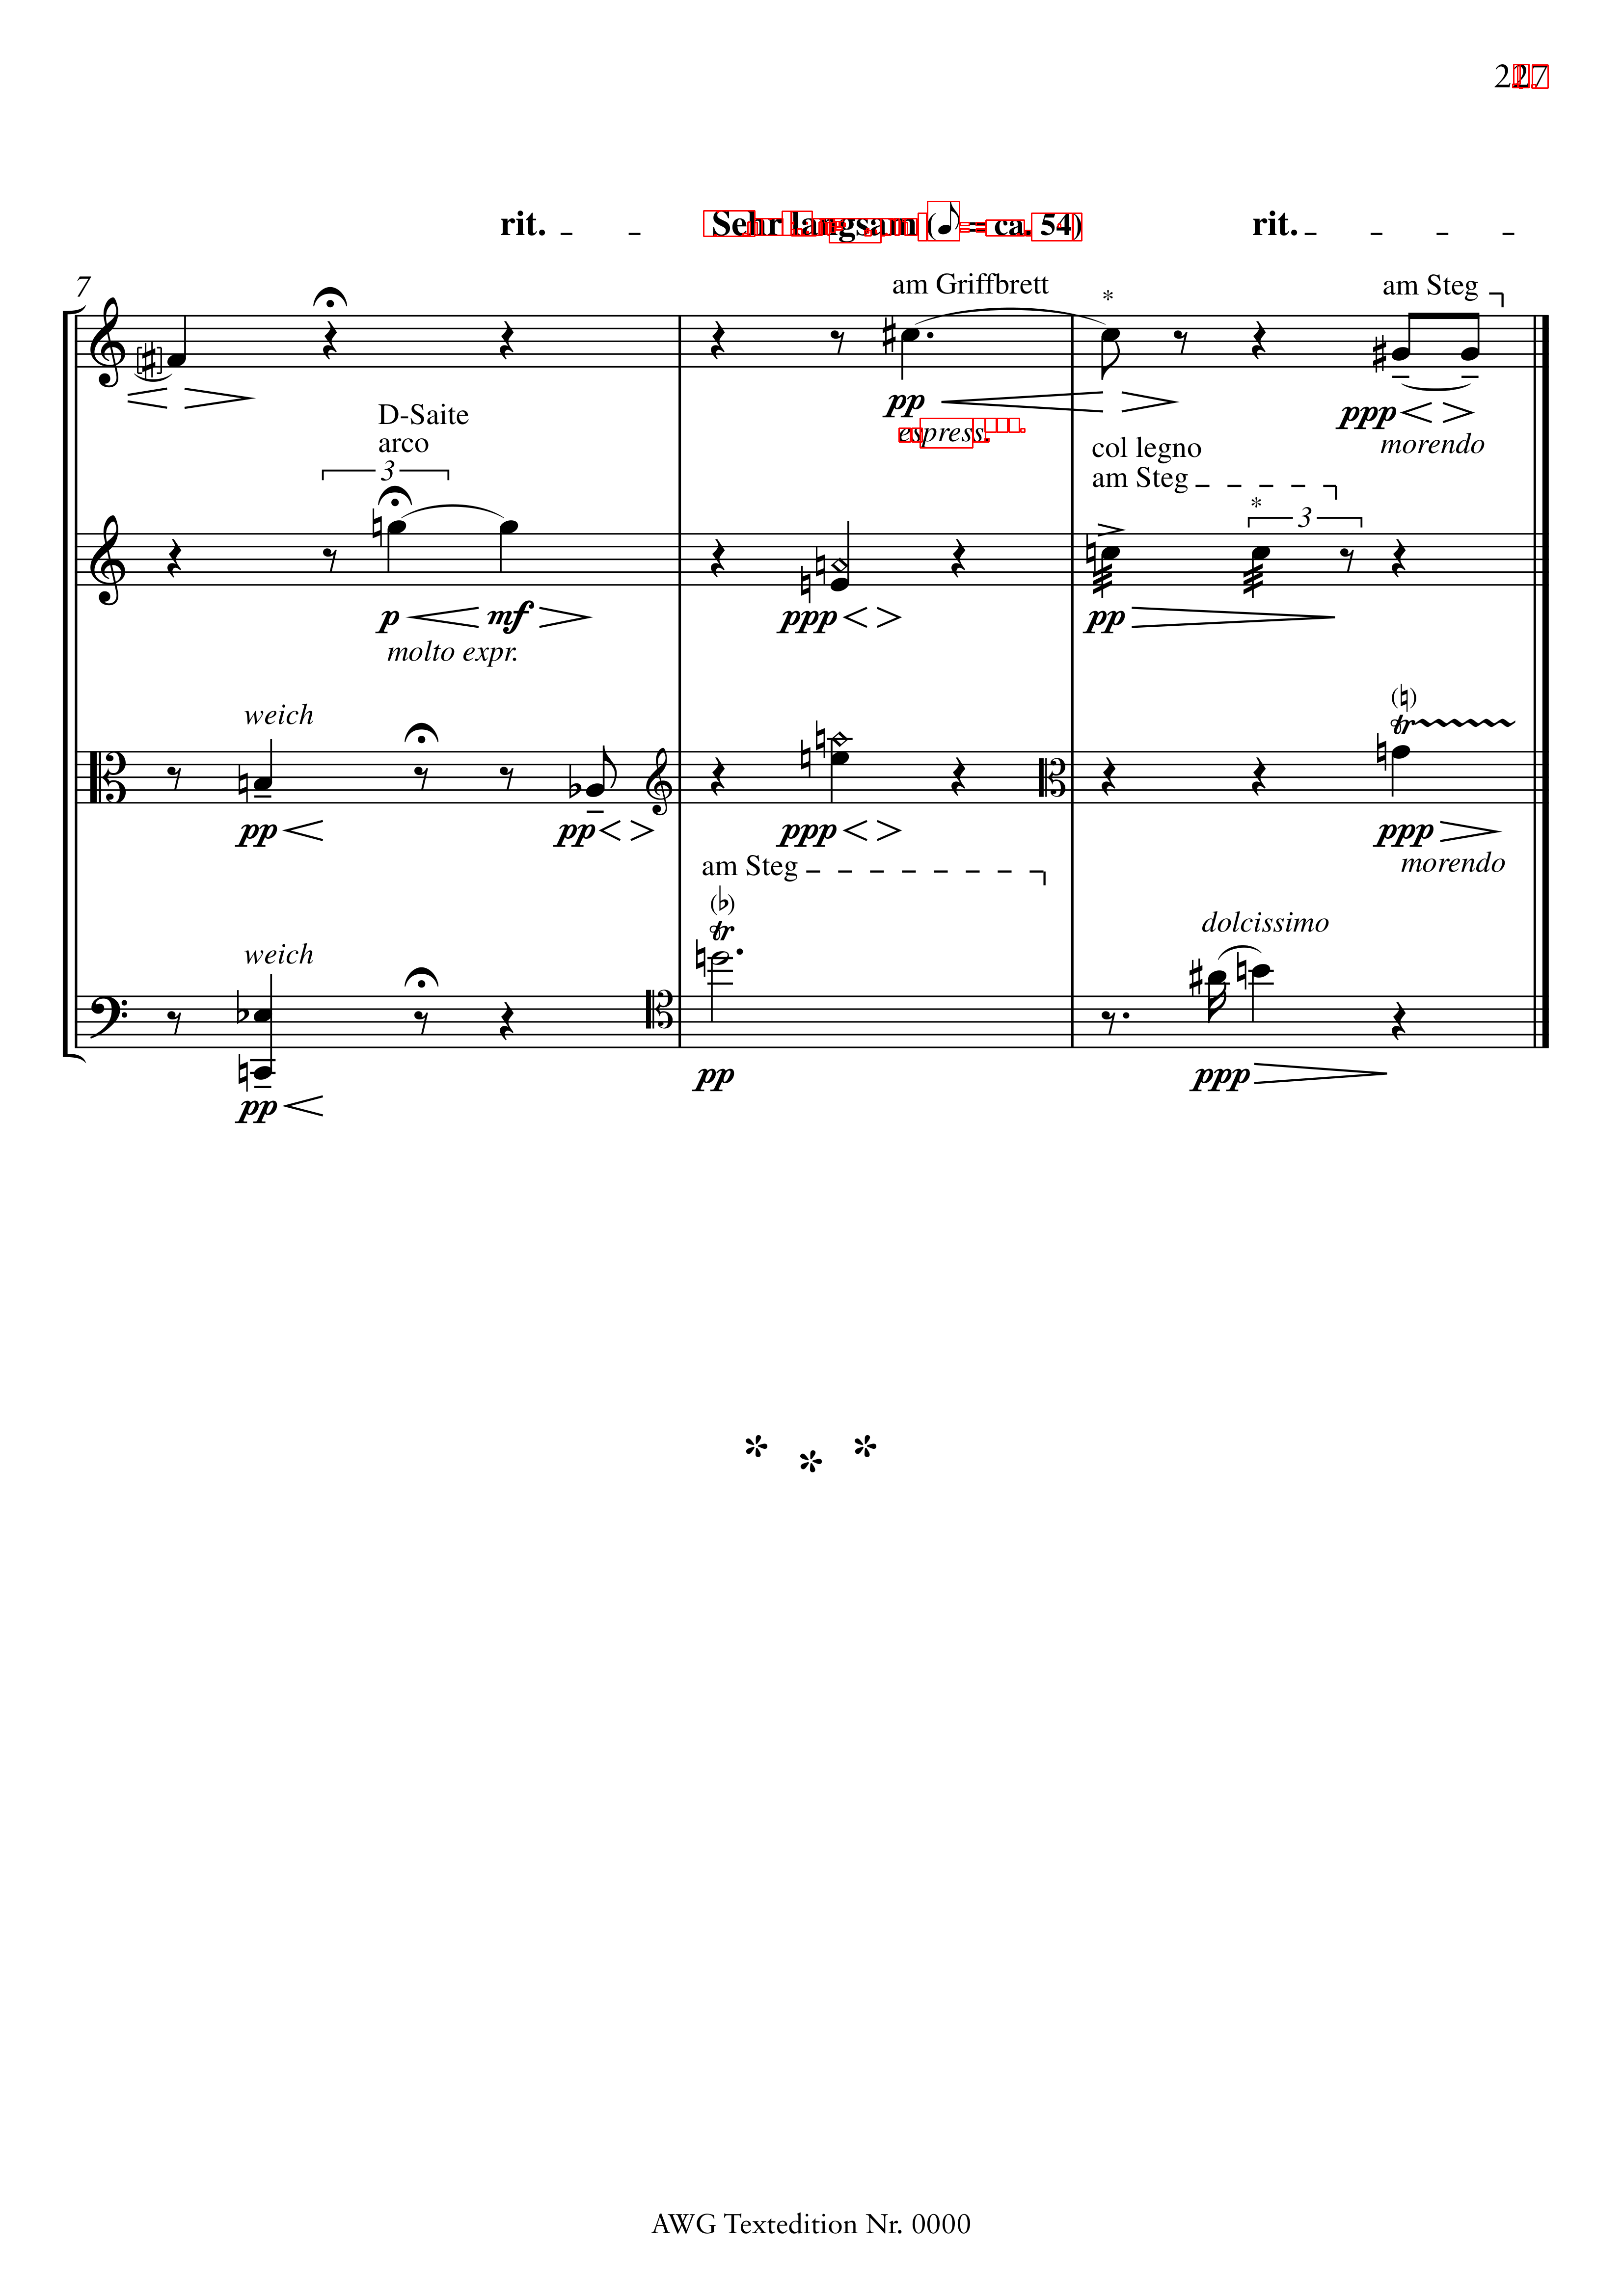 rit. Sehr langsam (♪ = ca. 54) rit.
7
am Griffbrett * am Steg
pp ppp
espress. morendo
D-Saite
arco
3
col legno
am Steg
* 3
p mf ppp pp
molto expr.
weich
tr (♮)
pp pp ppp ppp
morendo
am Steg
(♭)
tr
weich dolcissimo
pp pp ppp
* * *
AWG Textedition Nr. 0000